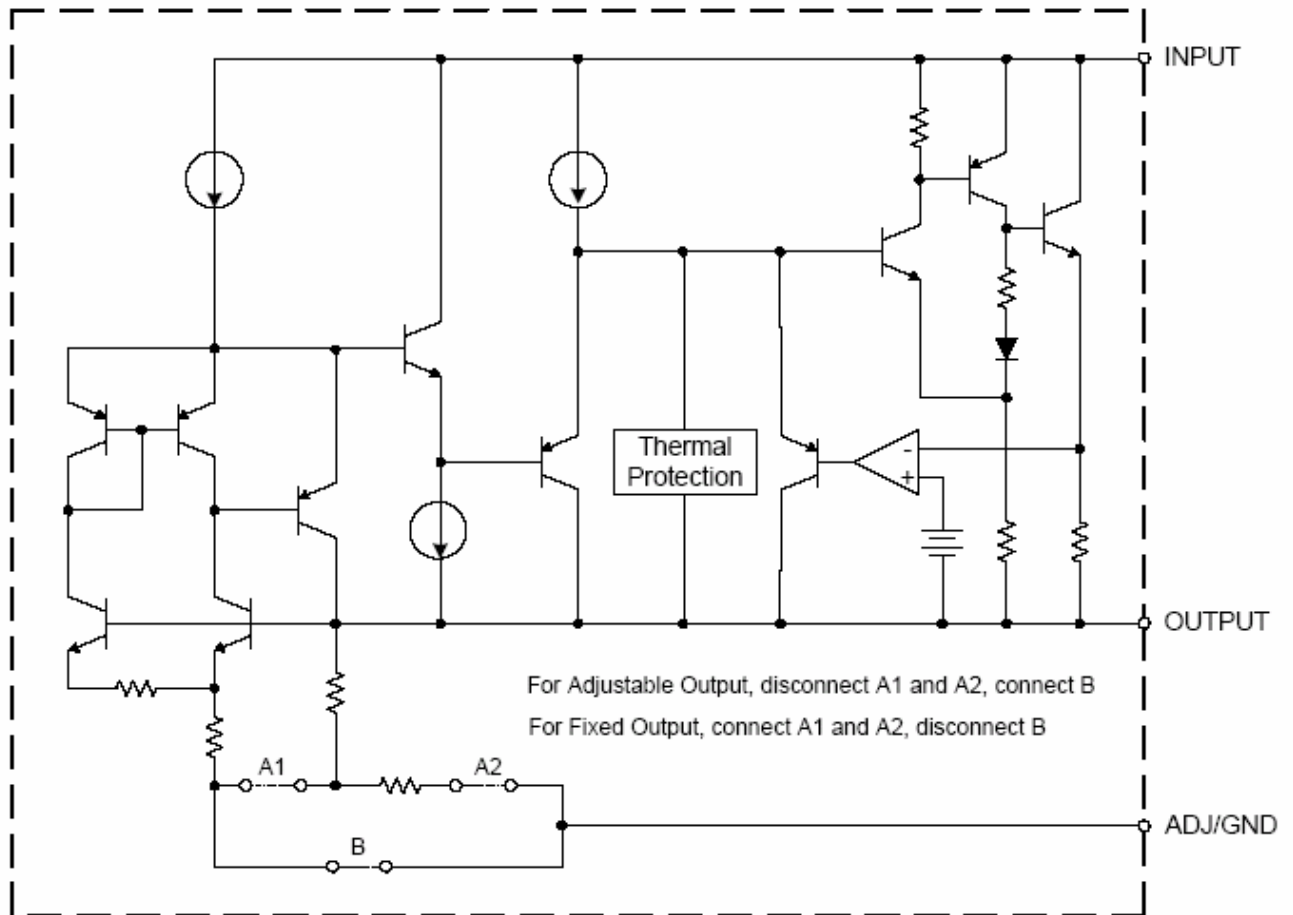 INPUT
Thermal
Protection
-
+
OUTPUT
For Adjustable Output, disconnect A1 and A2, connect B
For Fixed Output, connect A1 and A2, disconnect B
A1
A2
ADJ/GND
B